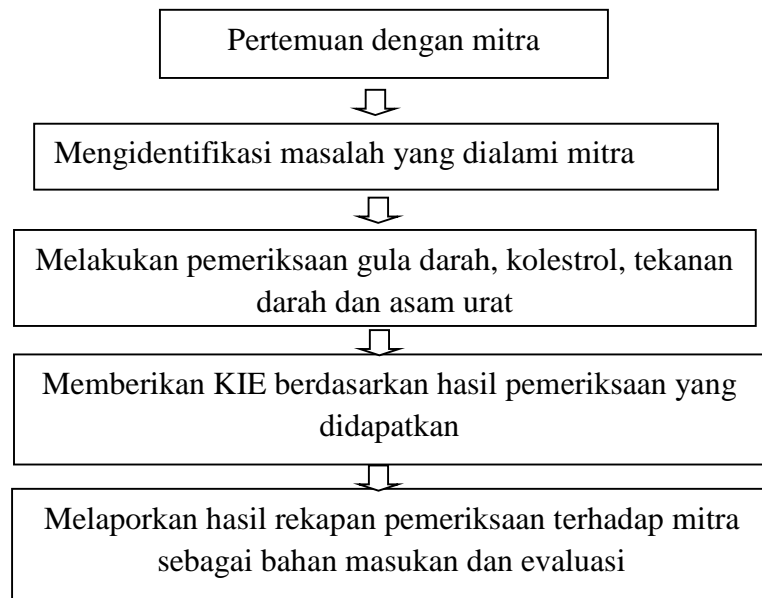 Pertemuan dengan mitra
Mengidentifikasi masalah yang dialami mitra
Melakukan pemeriksaan gula darah, kolestrol, tekanan
darah dan asam urat
Memberikan KIE berdasarkan hasil pemeriksaan yang
didapatkan
Melaporkan hasil rekapan pemeriksaan terhadap mitra
sebagai bahan masukan dan evaluasi